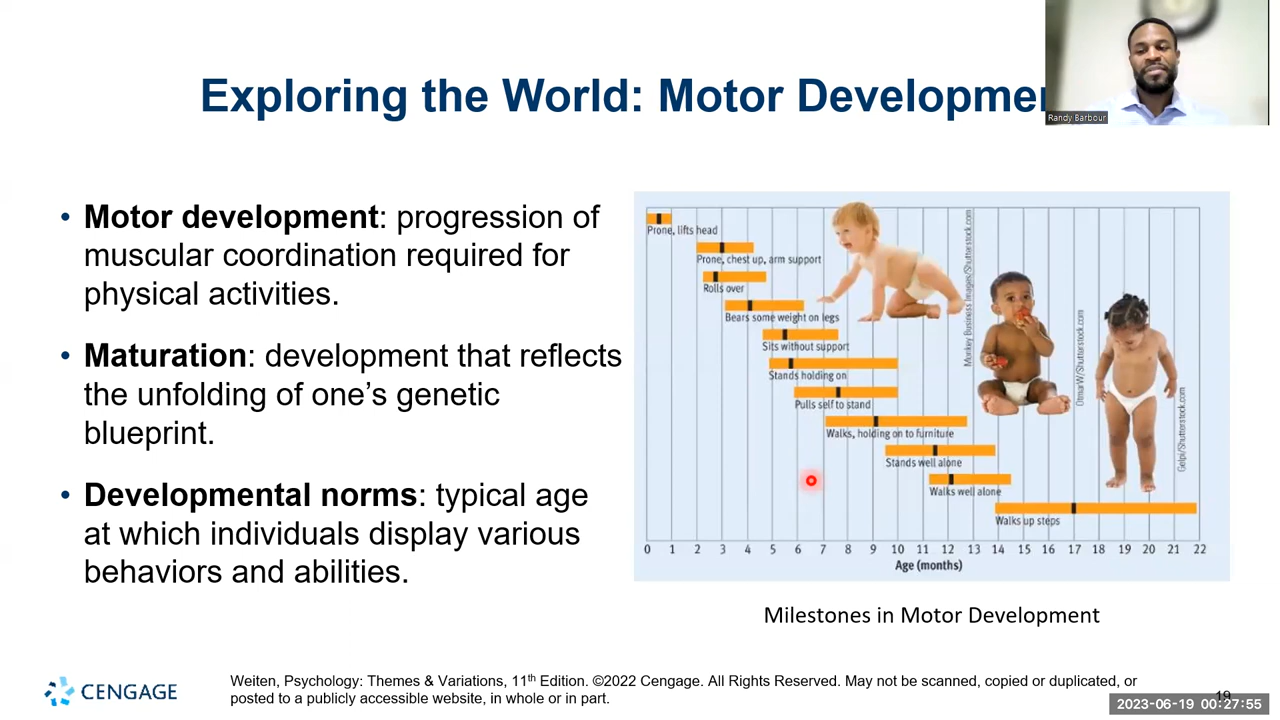 Exploring the World: Motor Developmen
Randy Barbour
• Motor development: progression of
muscular coordination required for
physical activities.
• Maturation: development that reflects
the unfolding of one’s genetic
blueprint.
• Developmental norms: typical age
at which individuals display various
behaviors and abilities.
Prone, lifts head
Prone, chest up, arm support
Rolls over
Bears some weight on legs
Sits without support
Stands holding on
Pulls self to stand
Walks, holding on to furniture
Stands well alone
Walks well alone
Walks up steps
Monkey Business Images/Shutterstock.com
OtmarW/Shutterstock.com
Gelpi/Shutterstock.com
0 1 2 3 4 5 6 7 8 9 10 11 12 13 14 15 16 17 18 19 20 21 22
Age (months)
Milestones in Motor Development
CENGAGE
Weiten, Psychology: Themes & Variations, 11th Edition. ©2022 Cengage. All Rights Reserved. May not be scanned, copied or duplicated, or
posted to a publicly accessible website, in whole or in part.
19
2023-06-19 00:27:55